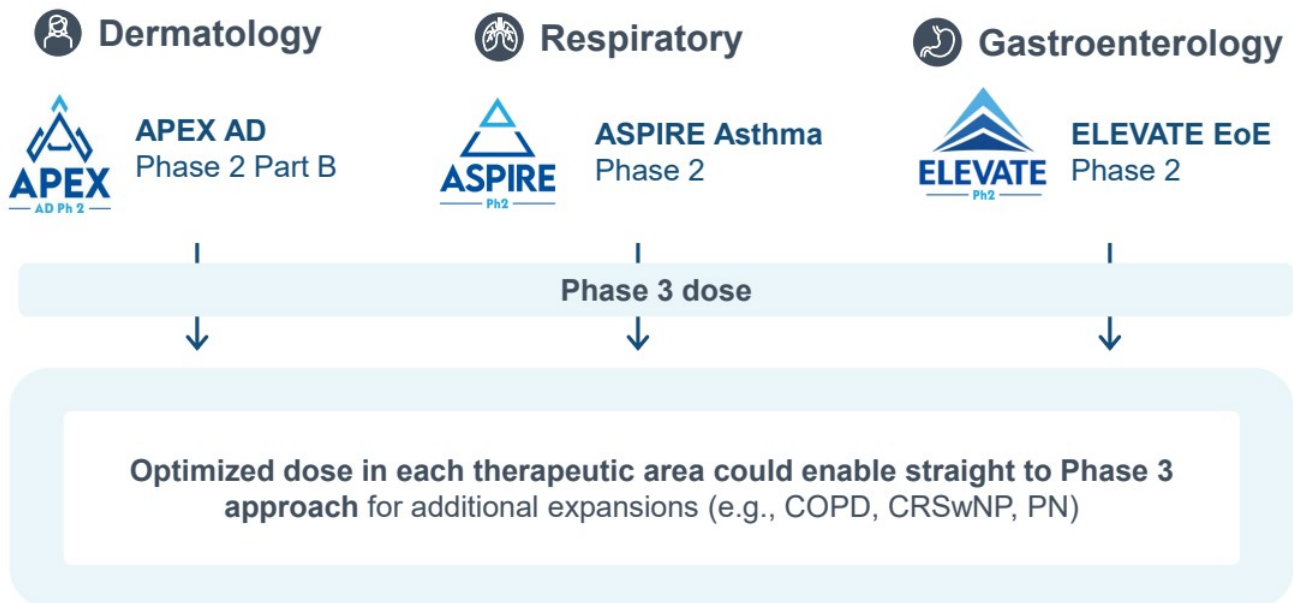 Dermatology
Respiratory
Gastroenterology
APEX
AD Ph 2
APEX AD
Phase 2 Part B
ASPIRE
Ph2
ASPIRE Asthma
Phase 2
ELEVATE
Ph2
ELEVATE EoE
Phase 2
Phase 3 dose
Optimized dose in each therapeutic area could enable straight to Phase 3
approach for additional expansions (e.g., COPD, CRSwNP, PN)